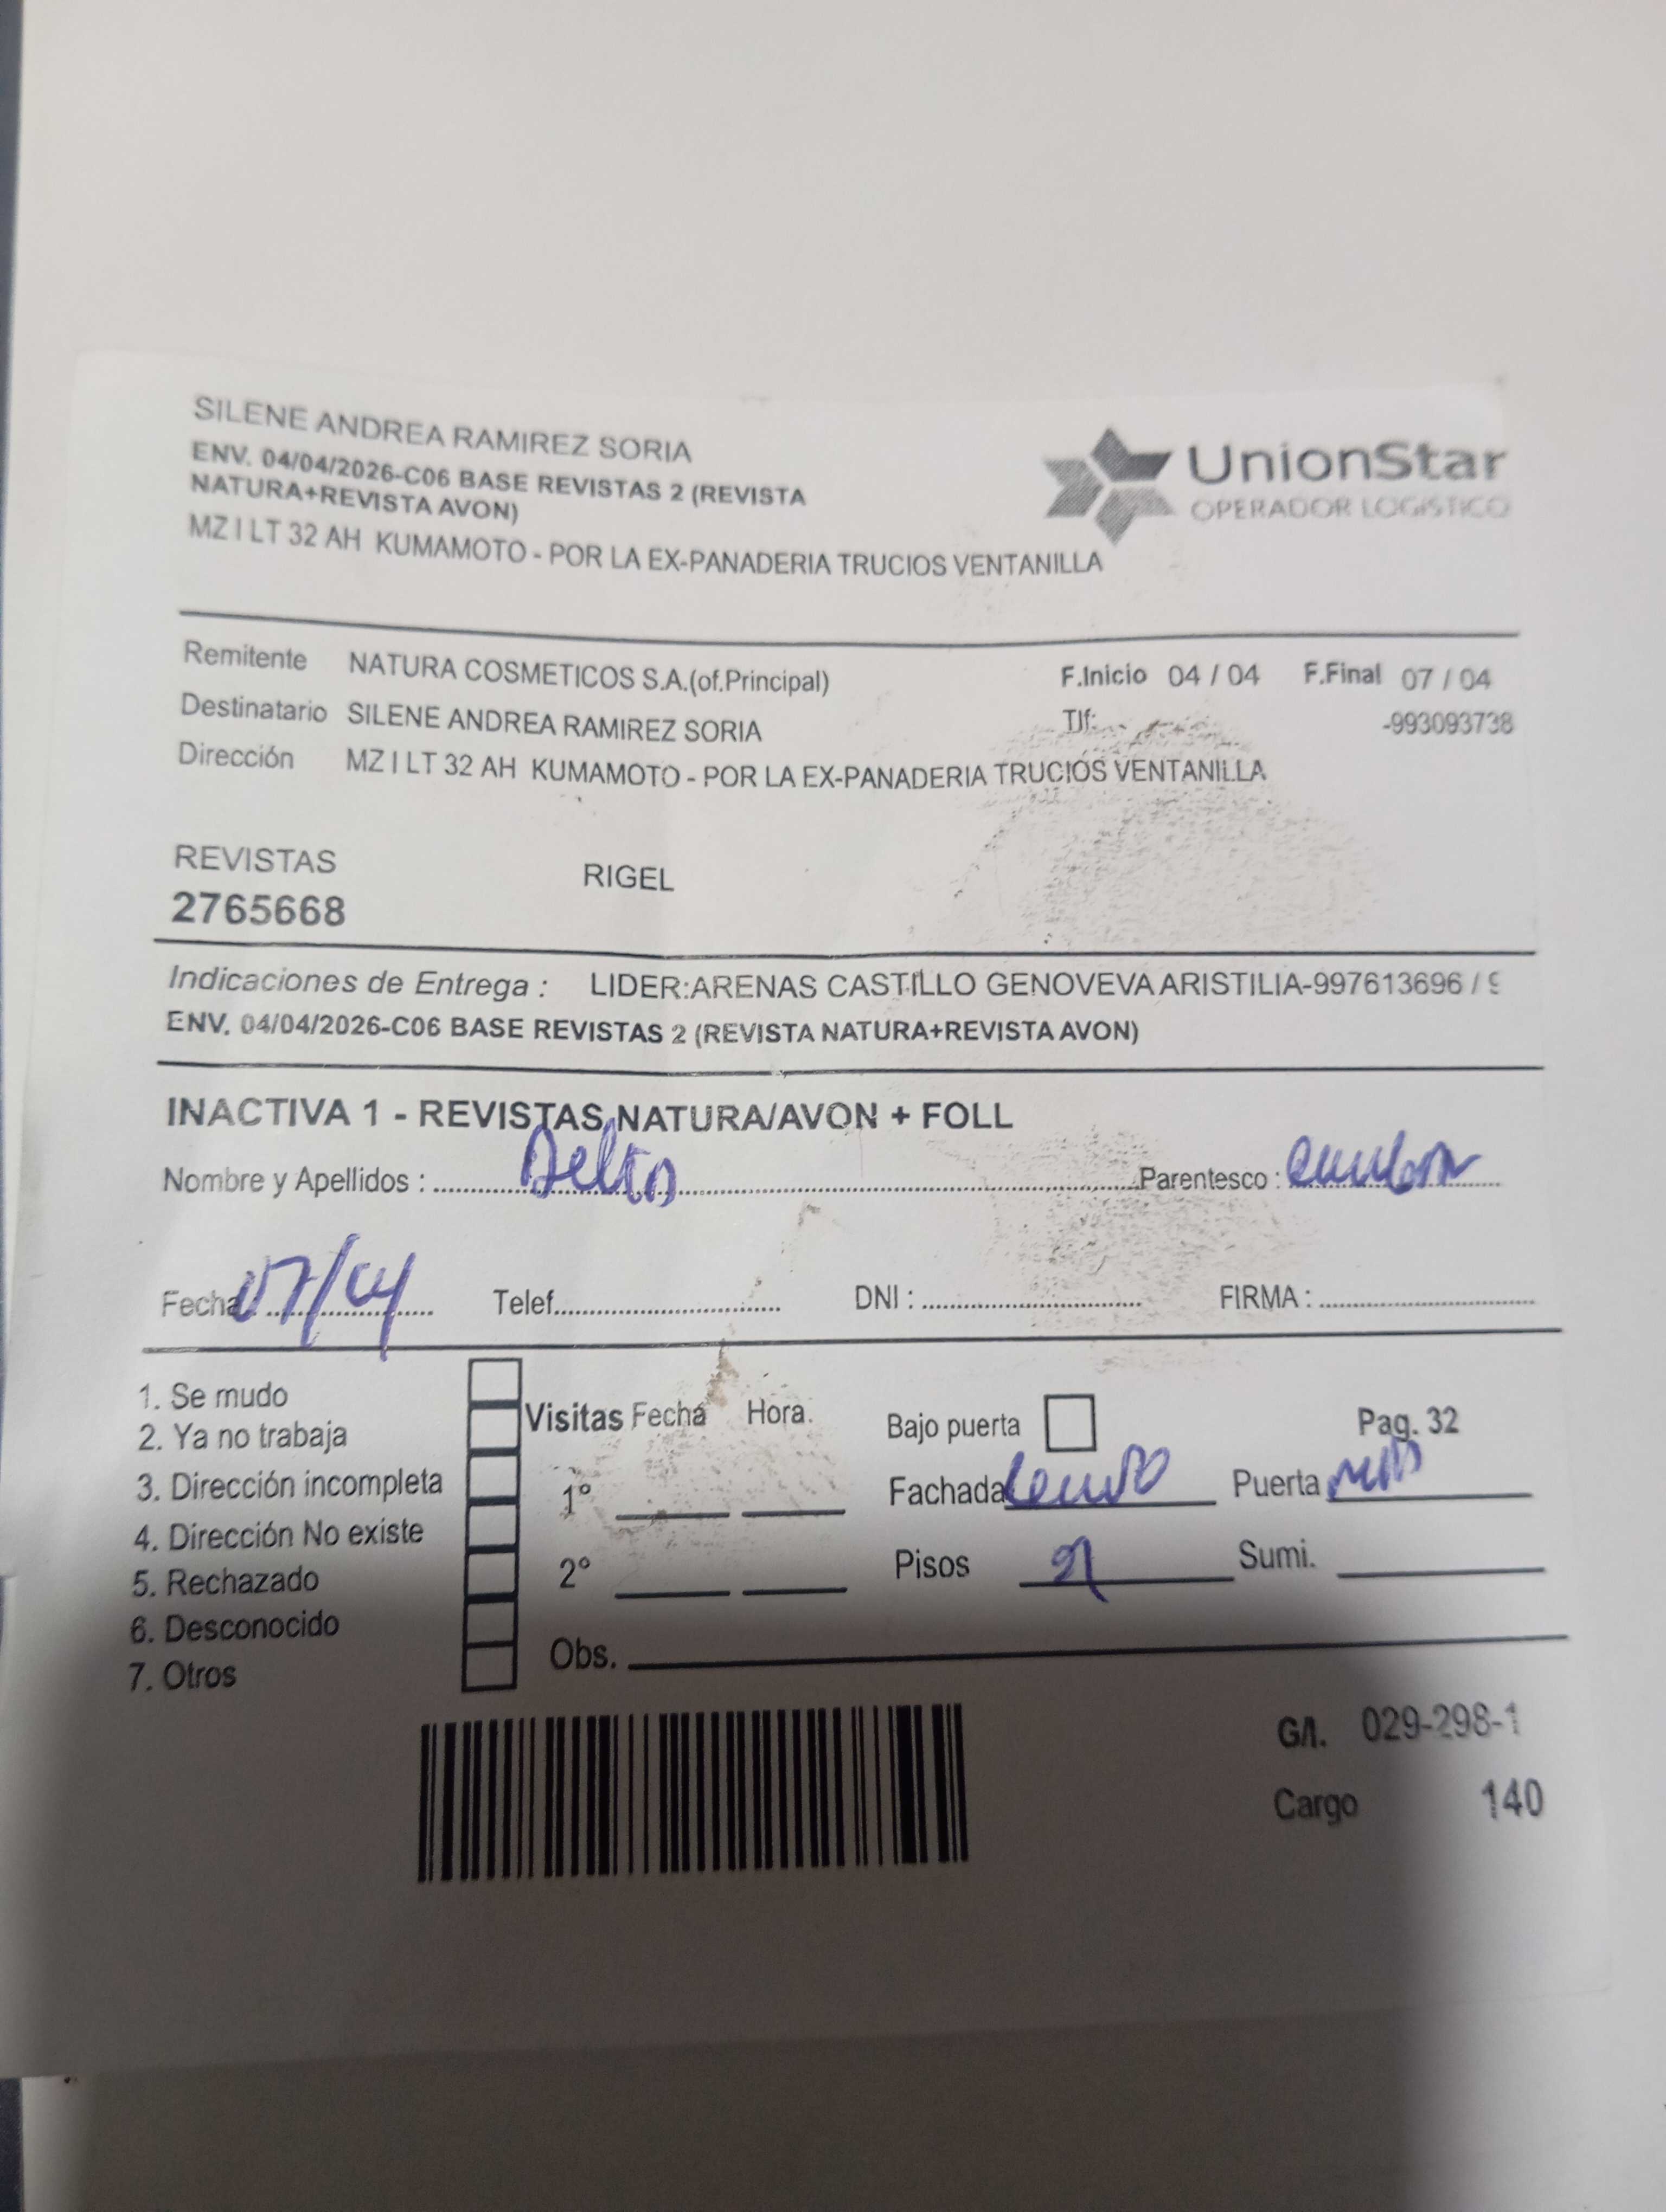 SILENE ANDREA RAMIREZ SORIA
ENV. 04/04/2026-C06 BASE REVISTAS 2 (REVISTA
NATURA+REVISTA AVON)
MZ I LT 32 AH KUMAMOTO - POR LA EX-PANADERIA TRUCIOS VENTANILLA
UnionStar
OPERADOR LOGISTICO
Remitente NATURA COSMETICOS S.A.(of.Principal) F.Inicio 04 / 04 F.Final 07 / 04
Destinatario SILENE ANDREA RAMIREZ SORIA Tlf: -993093738
Dirección MZ I LT 32 AH KUMAMOTO - POR LA EX-PANADERIA TRUCIOS VENTANILLA
REVISTAS RIGEL
2765668
Indicaciones de Entrega : LIDER:ARENAS CASTILLO GENOVEVA ARISTILIA-997613696 / 9
ENV. 04/04/2026-C06 BASE REVISTAS 2 (REVISTA NATURA+REVISTA AVON)
INACTIVA 1 - REVISTAS NATURA/AVON + FOLL
Nombre y Apellidos : Parentesco :
Fecha: 07/04 Telef. DNI : FIRMA :
1. Se mudo
2. Ya no trabaja
3. Dirección incompleta
4. Dirección No existe
5. Rechazado
6. Desconocido
7. Otros
Visitas Fecha Hora.
1°
2°
Obs.
Bajo puerta Pag. 32
Fachada Puerta
Pisos 2 Sumi.
G/I. 029-298-1
Cargo 140